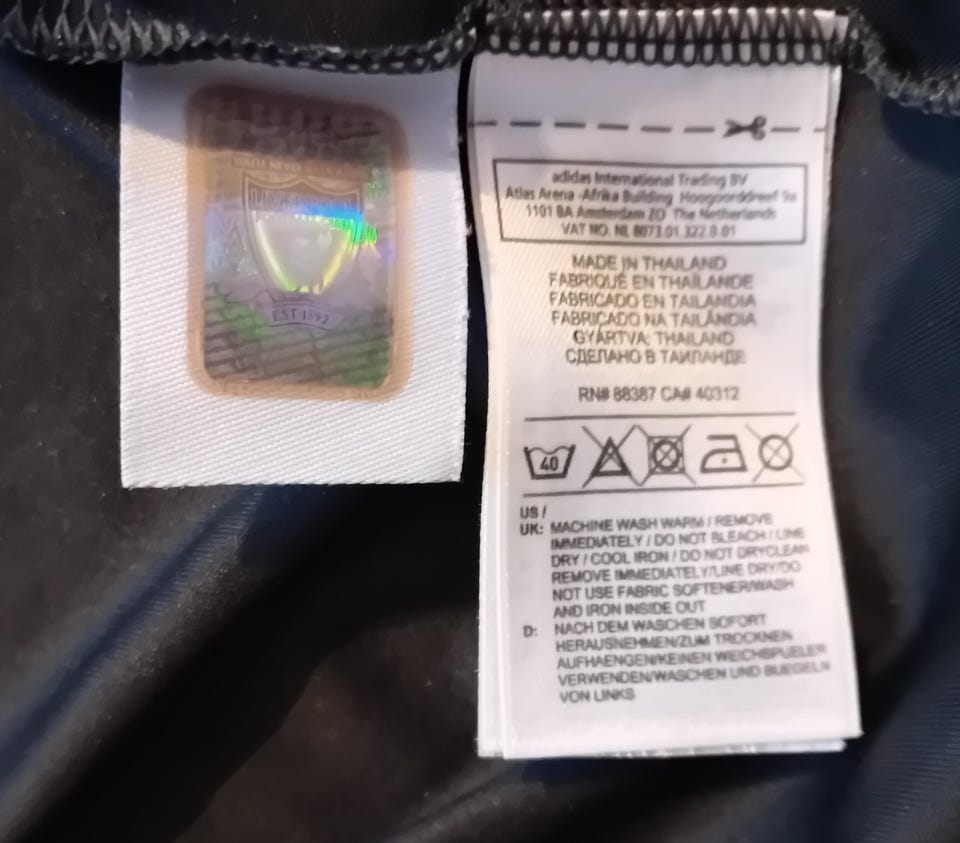 EST 1892
adidas International Trading BV
Atlas Arena -Afrika Building Hoogoorddreef 9a
1101 BA Amsterdam ZO The Netherlands
VAT NO. NL 8073.01.322.B.01
MADE IN THAILAND
FABRIQUÉ EN THAÏLANDE
FABRICADO EN TAILANDIA
FABRICADO NA TAILÂNDIA
GYÁRTVA: THAILAND
СДЕЛАНО В ТАИЛАНДЕ
RN# 88387 CA# 40312
40
US /
UK: MACHINE WASH WARM / REMOVE
IMMEDIATELY / DO NOT BLEACH / LINE
DRY / COOL IRON / DO NOT DRYCLEAN
REMOVE IMMEDIATELY/LINE DRY/DO
NOT USE FABRIC SOFTENER/WASH
AND IRON INSIDE OUT
D: NACH DEM WASCHEN SOFORT
HERAUSNEHMEN/ZUM TROCKNEN
AUFHAENGEN/KEINEN WEICHSPUELER
VERWENDEN/WASCHEN UND BUEGELN
VON LINKS